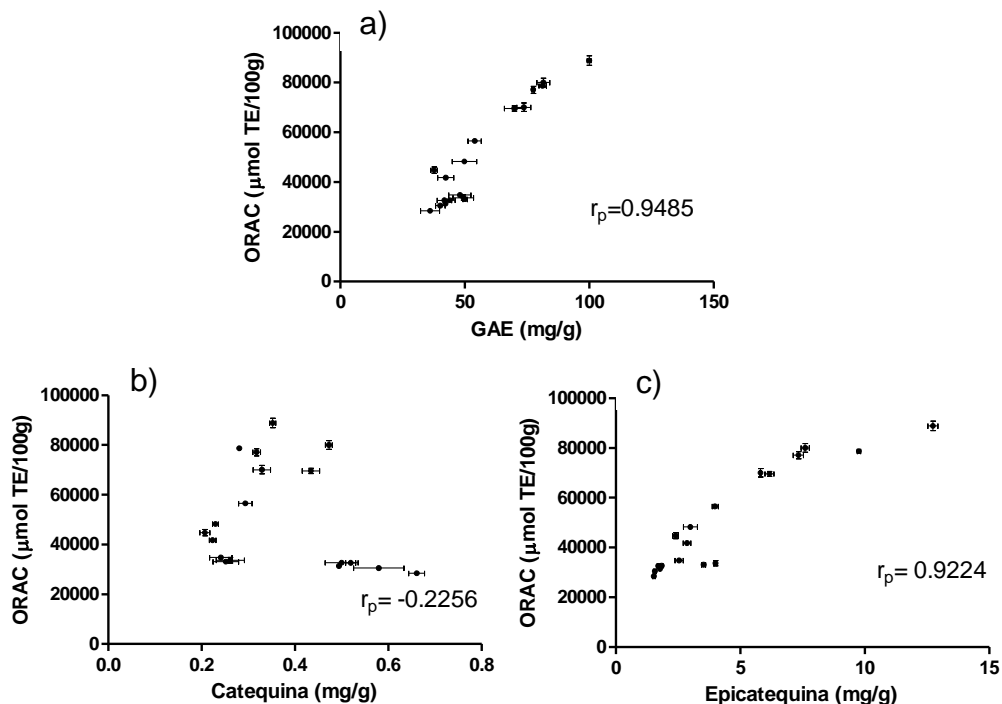 a)
ORAC (µmol TE/100g)
100000
80000
60000
40000
20000
0
r_p=0.9485
0 50 100 150
GAE (mg/g)
b)
ORAC (µmol TE/100g)
100000
80000
60000
40000
20000
0
r_p= -0.2256
0.0 0.2 0.4 0.6 0.8
Catequina (mg/g)
c)
ORAC (µmol TE/100g)
100000
80000
60000
40000
20000
0
r_p= 0.9224
0 5 10 15
Epicatequina (mg/g)